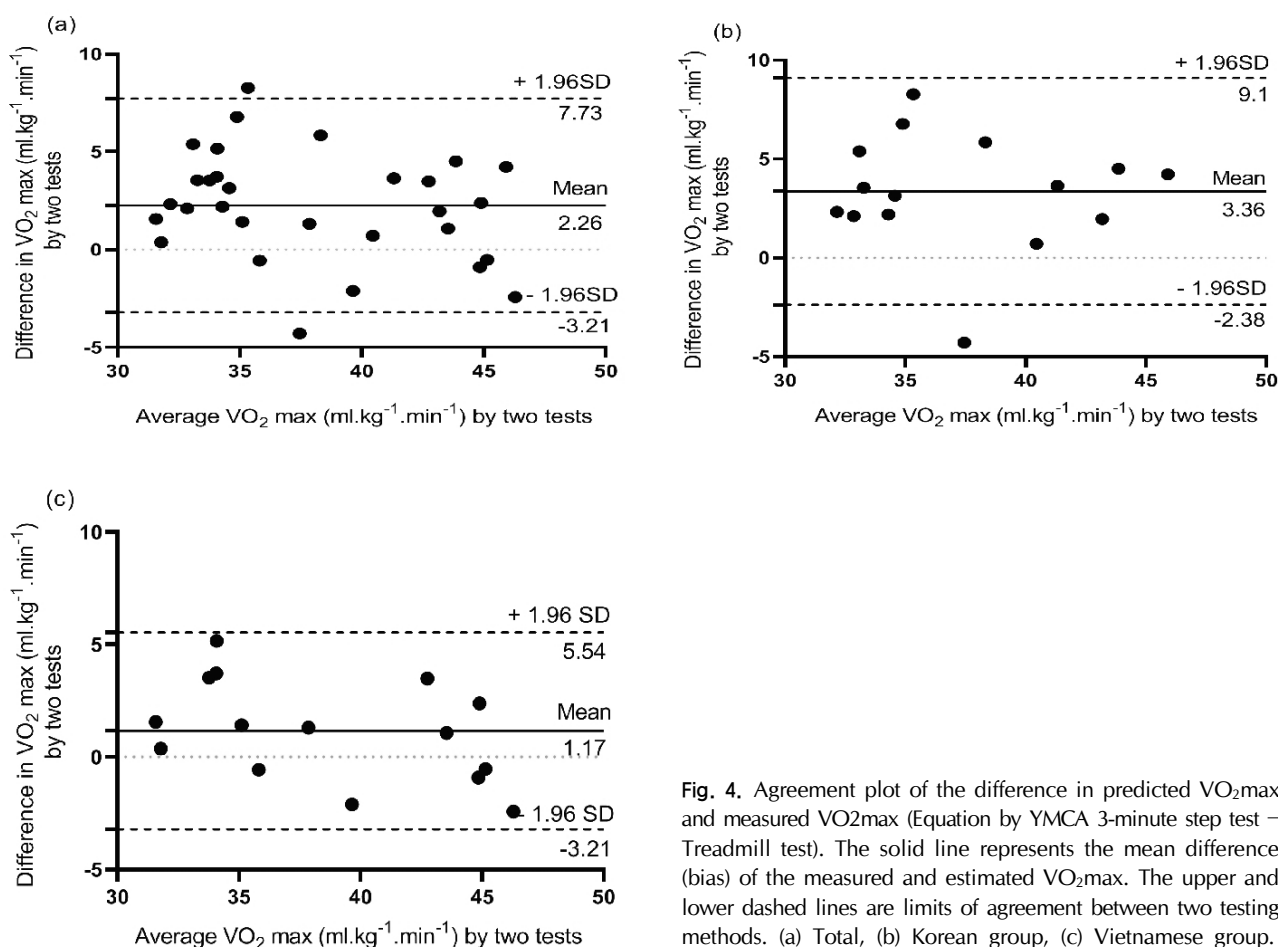 (a)
Difference in VO₂ max (ml.kg⁻¹.min⁻¹)
by two tests
10
5
0
-5
+ 1.96SD
7.73
Mean
2.26
- 1.96SD
-3.21
30
35
40
45
50
Average VO₂ max (ml.kg⁻¹.min⁻¹) by two tests
(b)
Difference in VO₂ max (ml.kg⁻¹.min⁻¹)
by two tests
10
5
0
-5
+ 1.96SD
9.1
Mean
3.36
- 1.96SD
-2.38
30
35
40
45
50
Average VO₂ max (ml.kg⁻¹.min⁻¹) by two tests
(c)
Difference in VO₂ max (ml.kg⁻¹.min⁻¹)
by two tests
10
5
0
-5
+ 1.96 SD
5.54
Mean
1.17
- 1.96 SD
-3.21
30
35
40
45
50
Average VO₂ max (ml.kg⁻¹.min⁻¹) by two tests
Fig. 4. Agreement plot of the difference in predicted VO₂max
and measured VO2max (Equation by YMCA 3-minute step test –
Treadmill test). The solid line represents the mean difference
(bias) of the measured and estimated VO₂max. The upper and
lower dashed lines are limits of agreement between two testing
methods. (a) Total, (b) Korean group, (c) Vietnamese group.